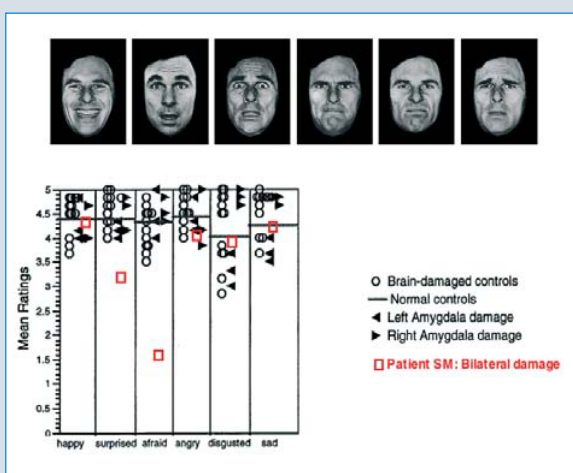 5
4.5
4
3.5
3
2.5
2
1.5
1
0.5
0
Mean Ratings
happy surprised afraid angry disgusted sad
Brain-damaged controls
Normal controls
Left Amygdala damage
Right Amygdala damage
Patient SM: Bilateral damage